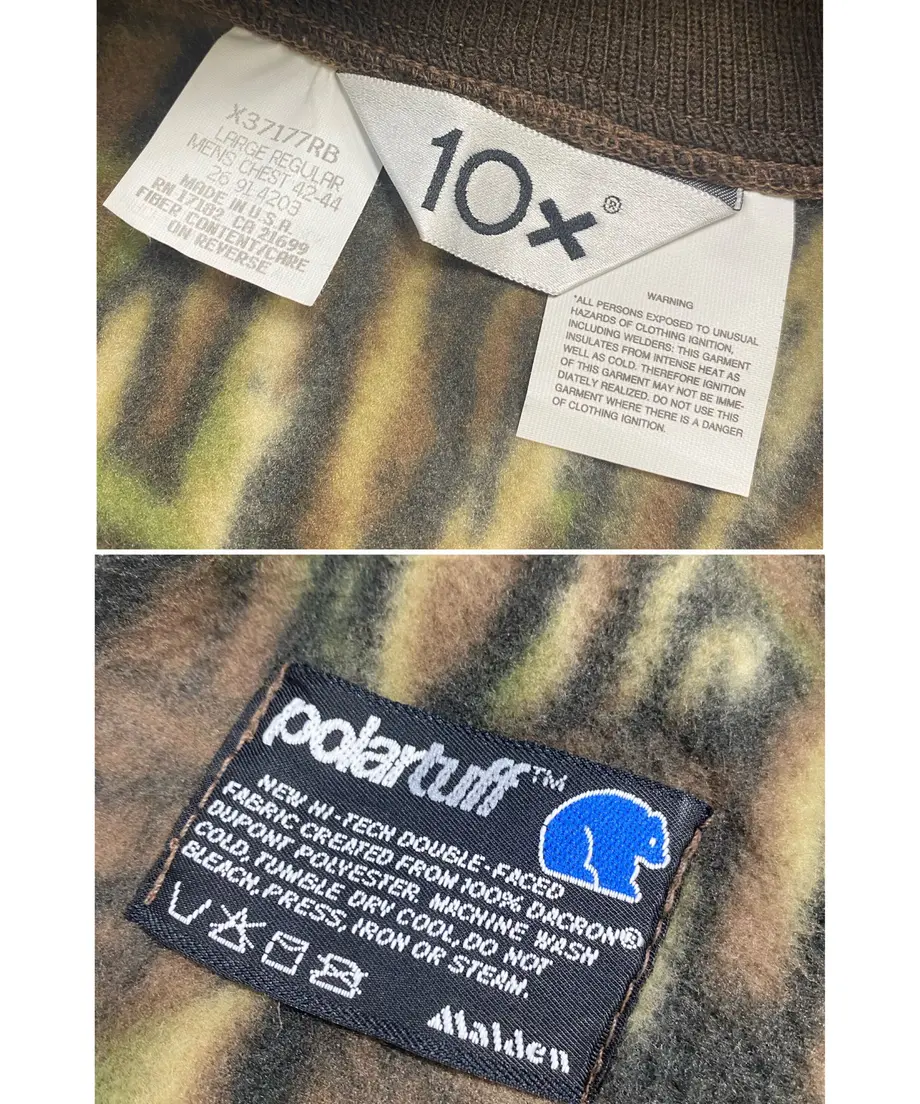 X37177RB
LARGE REGULAR
MEN'S CHEST 42-44
26 91 4203
MADE IN U.S.A.
RN 17182 CA 21699
FIBER CONTENT/CARE
ON REVERSE
10x®
WARNING
*ALL PERSONS EXPOSED TO UNUSUAL
HAZARDS OF CLOTHING IGNITION,
INCLUDING WELDERS: THIS GARMENT
INSULATES FROM INTENSE HEAT AS
WELL AS COLD. THEREFORE IGNITION
OF THIS GARMENT MAY NOT BE IMME-
DIATELY REALIZED. DO NOT USE THIS
GARMENT WHERE THERE IS A DANGER
OF CLOTHING IGNITION.
polartuff™
NEW HI-TECH DOUBLE-FACED
FABRIC CREATED FROM 100% DACRON®
DUPONT POLYESTER. MACHINE WASH
COLD, TUMBLE DRY COOL, DO NOT
BLEACH, PRESS, IRON OR STEAM.
Malden